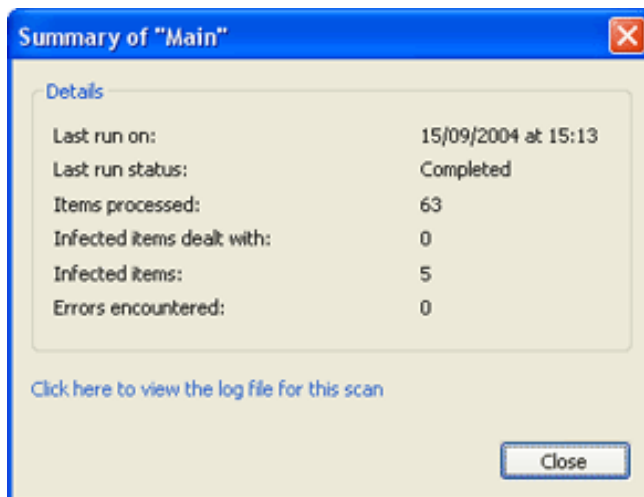 Summary of "Main"
Details
Last run on: 15/09/2004 at 15:13
Last run status: Completed
Items processed: 63
Infected items dealt with: 0
Infected items: 5
Errors encountered: 0
Click here to view the log file for this scan
Close